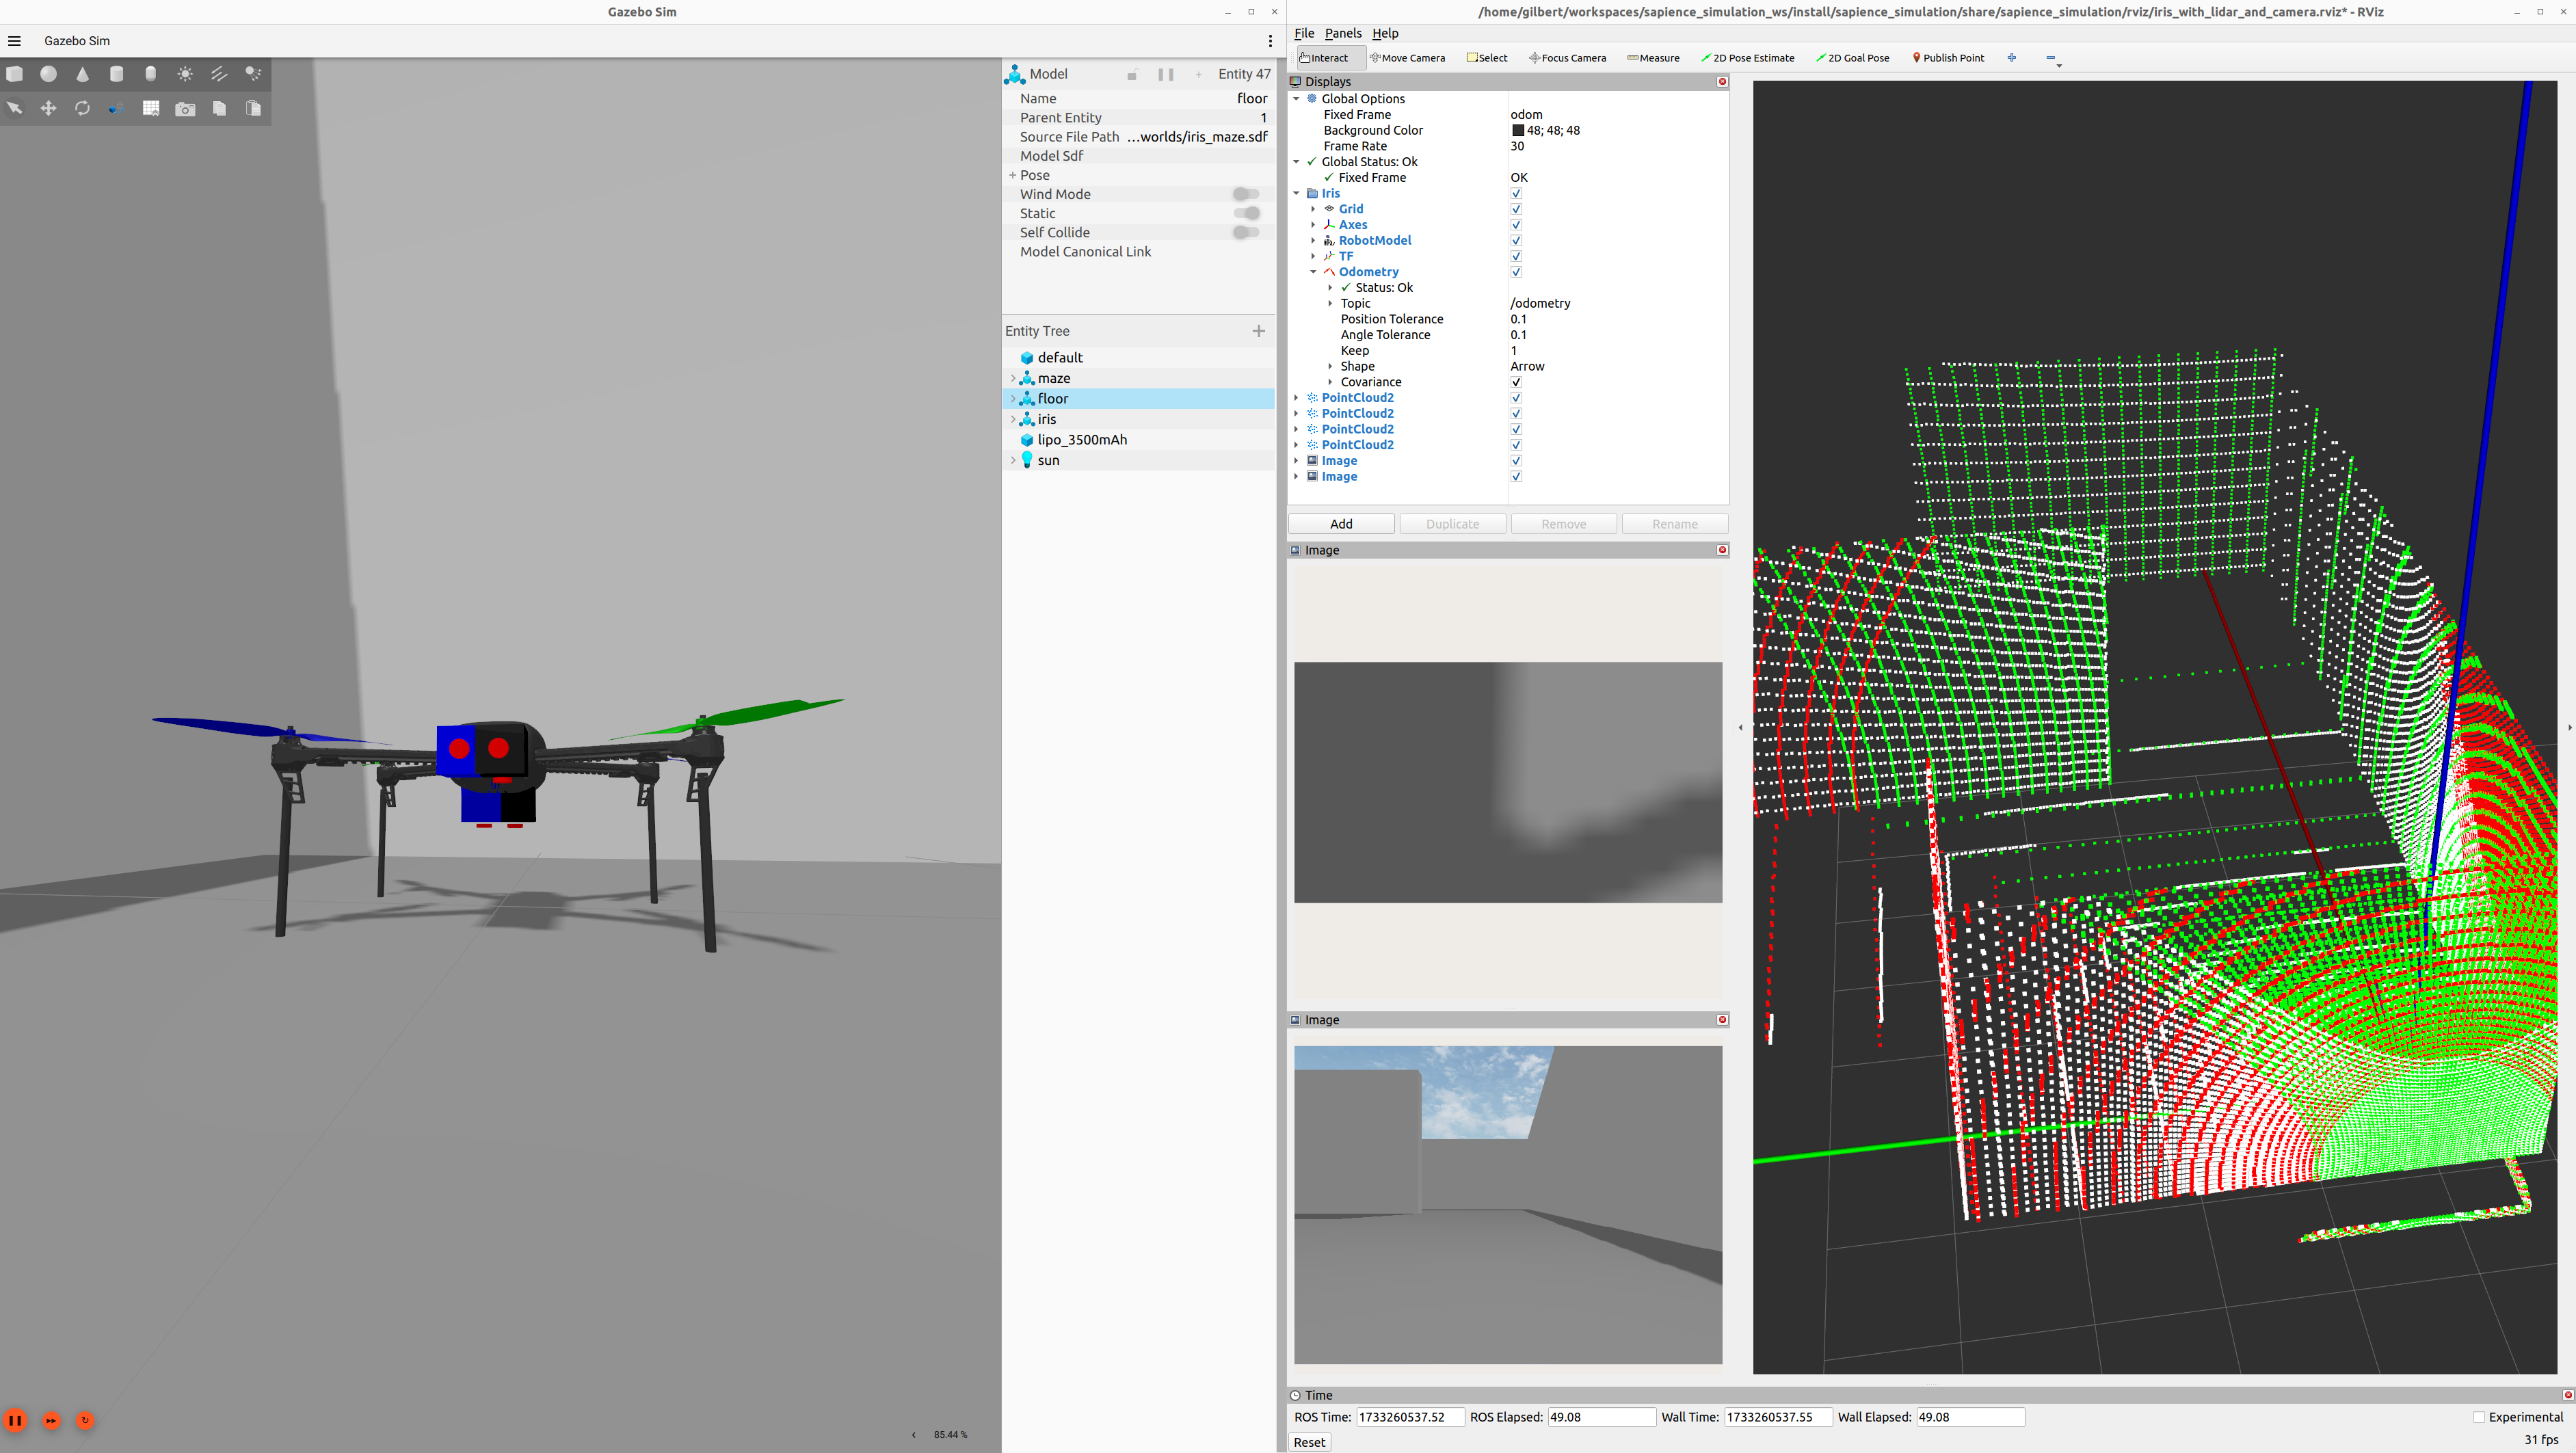 Gazebo Sim
Gazebo Sim
Model
Entity 47
Name floor
Parent Entity 1
Source File Path …worlds/iris_maze.sdf
Model Sdf
+ Pose
Wind Mode
Static
Self Collide
Model Canonical Link
Entity Tree
default
maze
floor
iris
lipo_3500mAh
sun
85.44 %
/home/gilbert/workspaces/sapience_simulation_ws/install/sapience_simulation/share/sapience_simulation/rviz/iris_with_lidar_and_camera.rviz* - RViz
File Panels Help
Interact Move Camera Select Focus Camera Measure 2D Pose Estimate 2D Goal Pose Publish Point
Displays
Global Options
Fixed Frame odom
Background Color 48; 48; 48
Frame Rate 30
Global Status: Ok
Fixed Frame OK
Iris
Grid
Axes
RobotModel
TF
Odometry
Status: Ok
Topic /odometry
Position Tolerance 0.1
Angle Tolerance 0.1
Keep 1
Shape Arrow
Covariance
PointCloud2
PointCloud2
PointCloud2
PointCloud2
Image
Image
Add Duplicate Remove Rename
Image
Image
Time
ROS Time: 1733260537.52 ROS Elapsed: 49.08 Wall Time: 1733260537.55 Wall Elapsed: 49.08 Experimental
Reset 31 fps